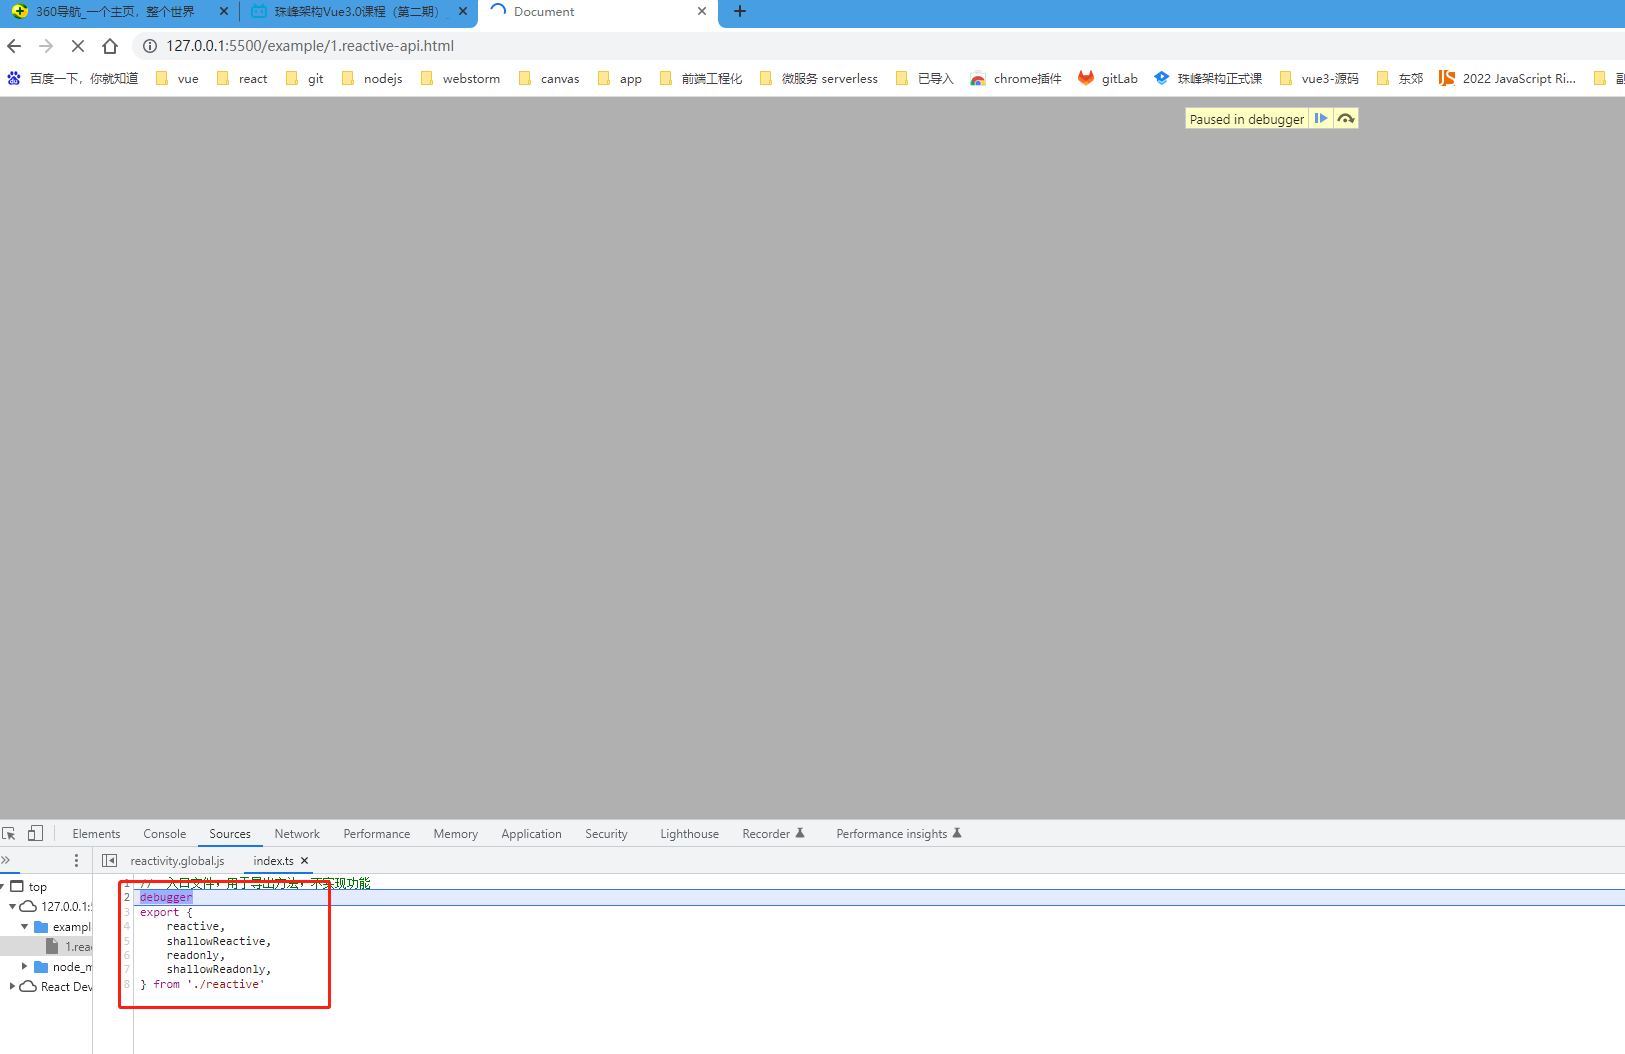 360导航_一个主页，整个世界
珠峰架构Vue3.0课程（第二期）_
Document
127.0.0.1:5500/example/1.reactive-api.html
百度一下，你就知道
vue
react
git
nodejs
webstorm
canvas
app
前端工程化
微服务 serverless
已导入
chrome插件
gitLab
珠峰架构正式课
vue3-源码
东郊
2022 JavaScript Ri...
Paused in debugger
Elements
Console
Sources
Network
Performance
Memory
Application
Security
Lighthouse
Recorder
Performance insights
reactivity.global.js
index.ts
top
127.0.0.1:
exampl
1.rea
node_m
React Dev
1 // 入口文件，用于导出方法，不实现功能
2 debugger
3 export {
4 reactive,
5 shallowReactive,
6 readonly,
7 shallowReadonly,
8 } from './reactive'